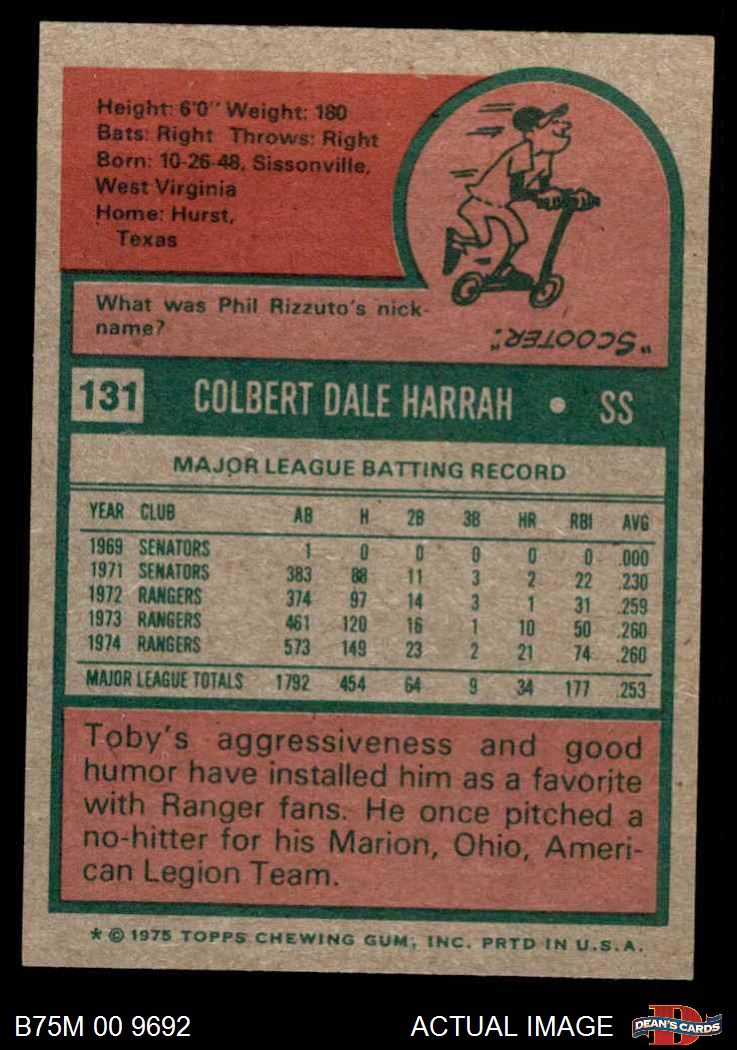 Height: 6'0" Weight: 180
Bats: Right Throws: Right
Born: 10-26-48, Sissonville,
West Virginia
Home: Hurst,
Texas
What was Phil Rizzuto's nick-
name?
"SCOOTER."
131 COLBERT DALE HARRAH • SS
MAJOR LEAGUE BATTING RECORD
YEAR CLUB AB H 2B 3B HR RBI AVG
1969 SENATORS 1 0 0 0 0 0 .000
1971 SENATORS 383 88 11 3 2 22 .230
1972 RANGERS 374 97 14 3 1 31 .259
1973 RANGERS 461 120 16 1 10 50 .260
1974 RANGERS 573 149 23 2 21 74 .260
MAJOR LEAGUE TOTALS 1792 454 64 9 34 177 .253
Toby's aggressiveness and good
humor have installed him as a favorite
with Ranger fans. He once pitched a
no-hitter for his Marion, Ohio, Ameri-
can Legion Team.
* © 1975 TOPPS CHEWING GUM, INC. PRTD IN U.S.A.
B75M 00 9692 ACTUAL IMAGE
DEAN'S CARDS